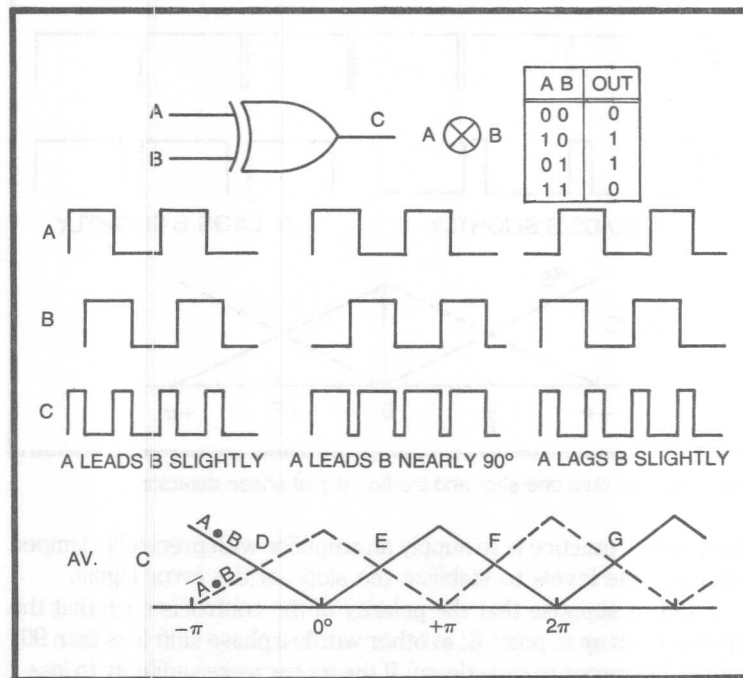 A B OUT
0 0 0
1 0 1
0 1 1
1 1 0
A
B
C
A ⊗ B
A
B
C
A LEADS B SLIGHTLY
A LEADS B NEARLY 90°
A LAGS B SLIGHTLY
AV. C
A • B
A • B
D E F G
-π 0° +π 2π